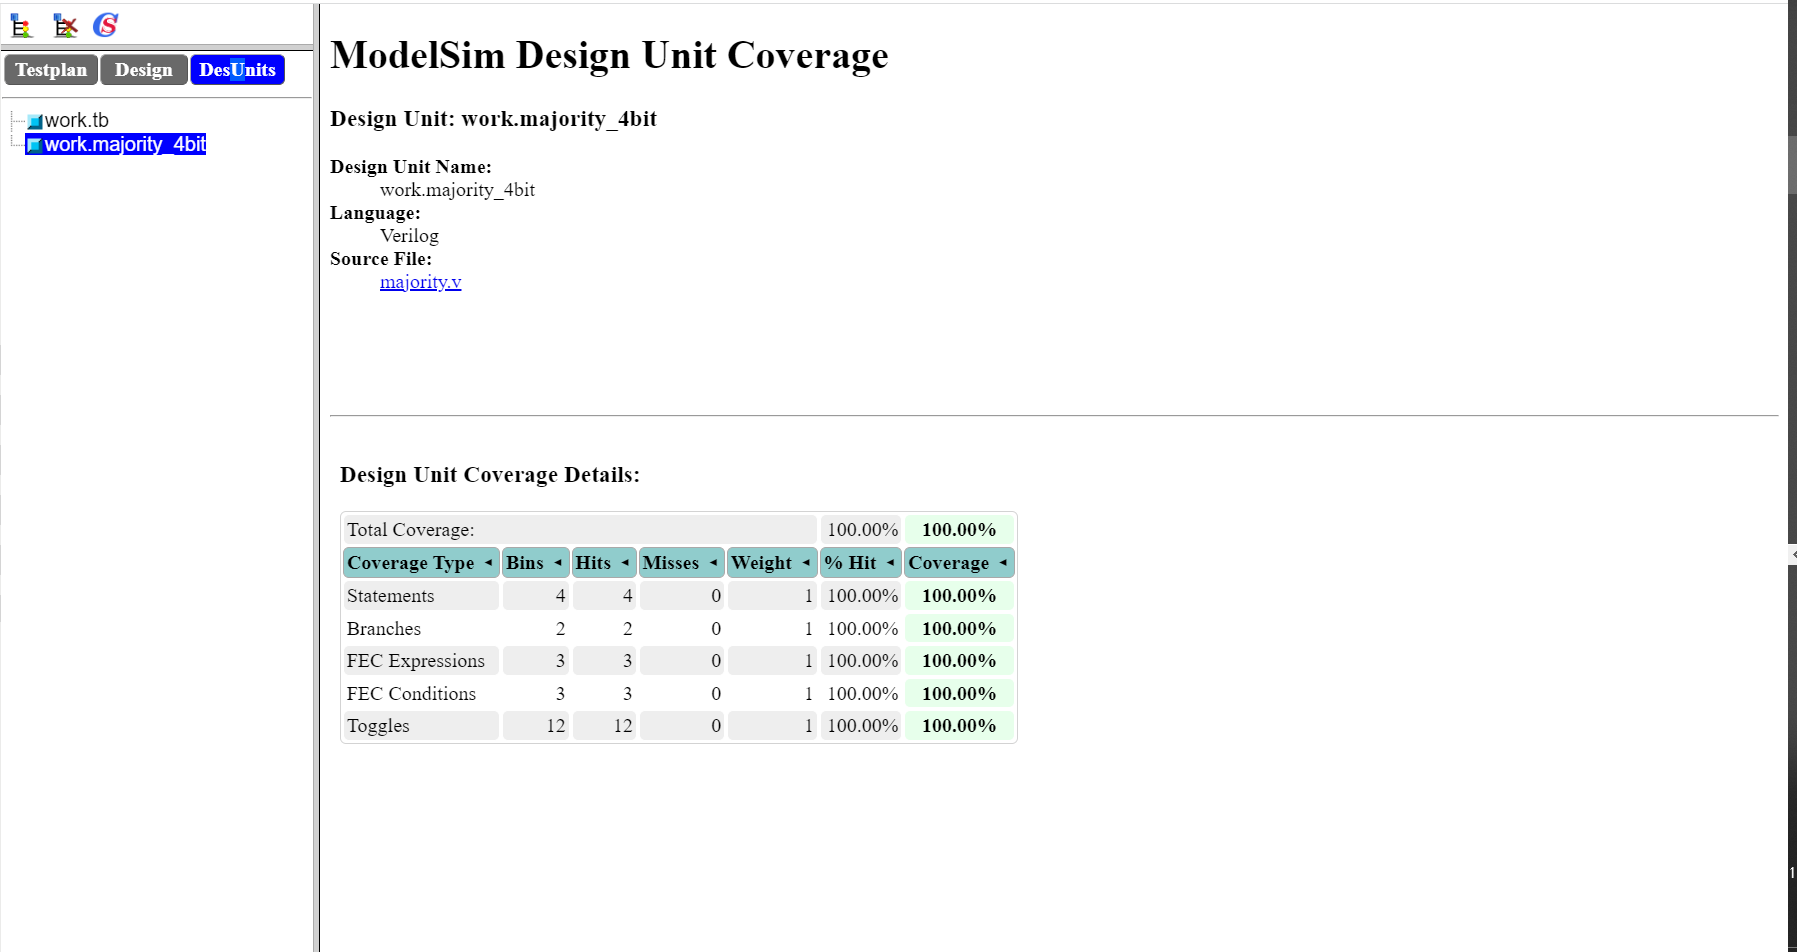 Testplan Design DesUnits
work.tb
work.majority_4bit
ModelSim Design Unit Coverage
Design Unit: work.majority_4bit
Design Unit Name:
work.majority_4bit
Language:
Verilog
Source File:
majority.v
Design Unit Coverage Details:
Total Coverage: 100.00% 100.00%
Coverage Type ◄ Bins ◄ Hits ◄ Misses ◄ Weight ◄ % Hit ◄ Coverage ◄
Statements 4 4 0 1 100.00% 100.00%
Branches 2 2 0 1 100.00% 100.00%
FEC Expressions 3 3 0 1 100.00% 100.00%
FEC Conditions 3 3 0 1 100.00% 100.00%
Toggles 12 12 0 1 100.00% 100.00%
1